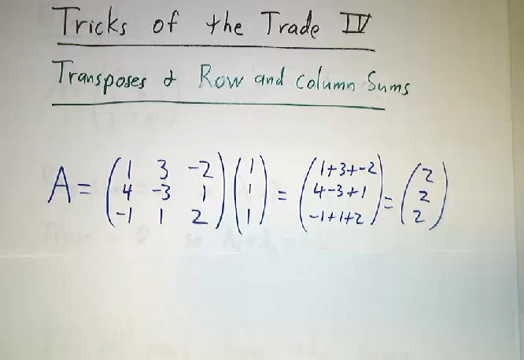 Tricks of the Trade IV
Transposes & Row and Column Sums
A = (1 3 -2) (1) = (1+3+-2) = (2)
(4 -3 1) (1) (4-3+1) (2)
(-1 1 2) (1) (-1+1+2) (2)